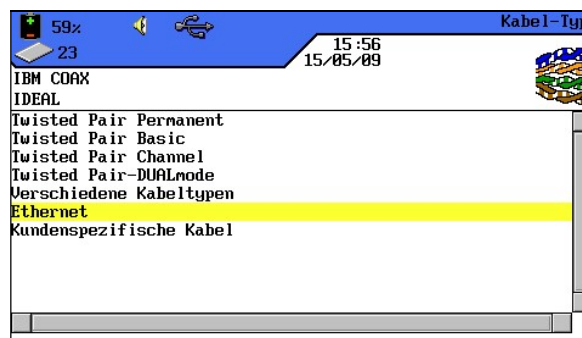 59%
Kabel-Typ
23
15:56
15/05/09
IBM COAX
IDEAL
Twisted Pair Permanent
Twisted Pair Basic
Twisted Pair Channel
Twisted Pair-DUALmode
Verschiedene Kabeltypen
Ethernet
Kundenspezifische Kabel